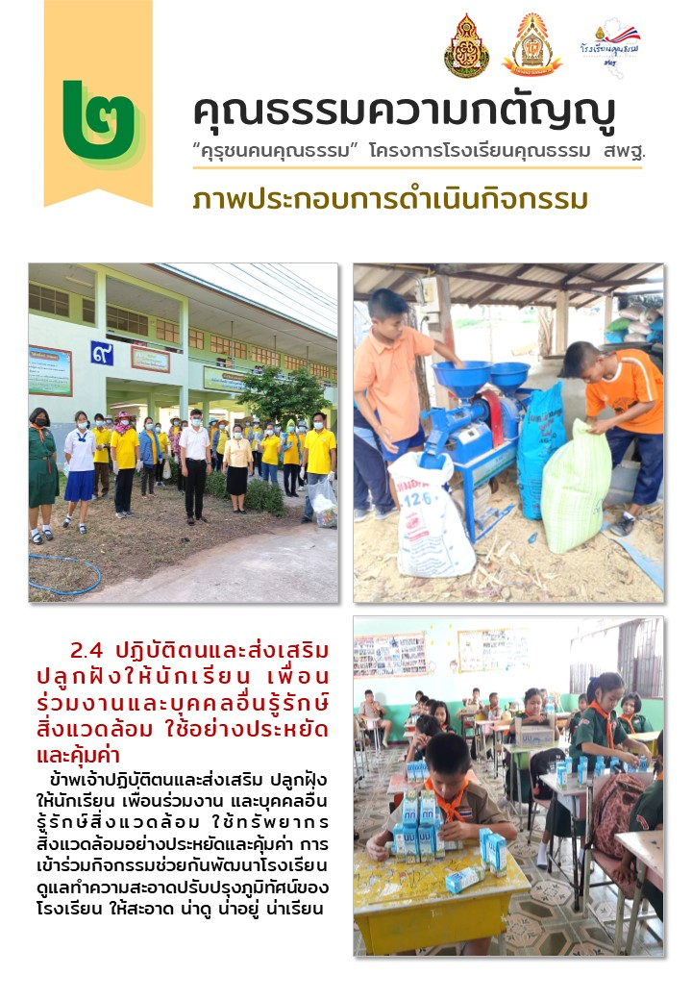 ๒
โรงเรียนคุณธรรม
สพฐ.
คุณธรรมความกตัญญู
“คุรุชนคนคุณธรรม” โครงการโรงเรียนคุณธรรม สพฐ.
ภาพประกอบการดำเนินกิจกรรม
๙
12-6
2.4 ปฏิบัติตนและส่งเสริม
ปลูกฝังให้นักเรียน เพื่อน
ร่วมงานและบุคคลอื่นรู้รักษ์
สิ่งแวดล้อม ใช้อย่างประหยัด
และคุ้มค่า
ข้าพเจ้าปฏิบัติตนและส่งเสริม ปลูกฝัง
ให้นักเรียน เพื่อนร่วมงาน และบุคคลอื่น
รู้รักษ์สิ่งแวดล้อม ใช้ทรัพยากร
สิ่งแวดล้อมอย่างประหยัดและคุ้มค่า การ
เข้าร่วมกิจกรรมช่วยกันพัฒนาโรงเรียน
ดูแลทำความสะอาดปรับปรุงภูมิทัศน์ของ
โรงเรียน ให้สะอาด น่าดู น่าอยู่ น่าเรียน